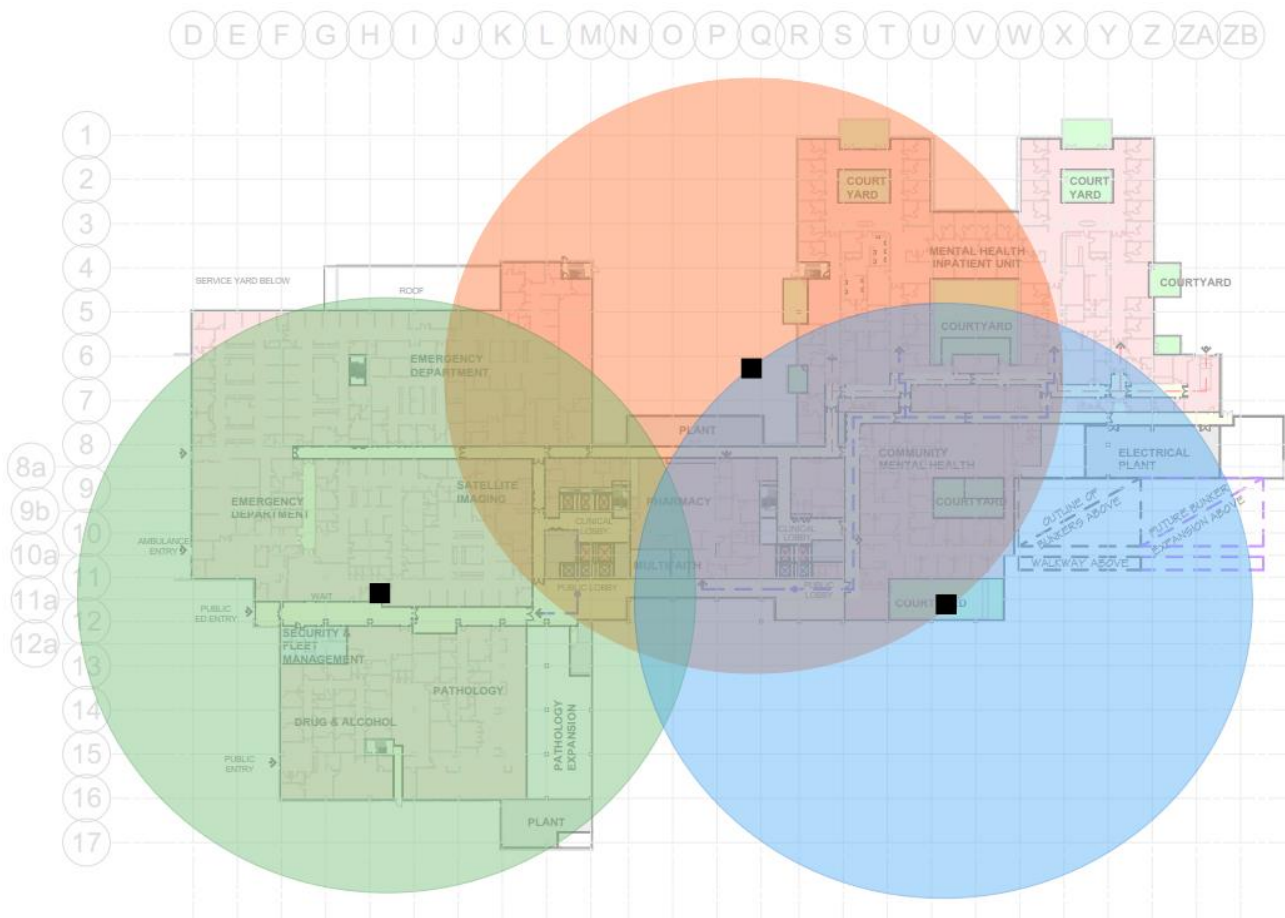 D E F G H I J K L M N O P Q R S T U V W X Y Z ZA ZB
1
2
3
4
5
6
7
8
8a
9
9b
10
10a
11a
12
12a
13
14
15
16
17
COURT
YARD
COURT
YARD
MENTAL HEALTH
INPATIENT UNIT
SERVICE YARD BELOW
ROOF
COURTYARD
COURTYARD
EMERGENCY
DEPARTMENT
PLANT
COMMUNITY
MENTAL HEALTH
ELECTRICAL
PLANT
SATELLITE
IMAGING
PHARMACY
COURTYARD
EMERGENCY
DEPARTMENT
CLINICAL
LOBBY
CLINICAL
LOBBY
OUTLINE OF
BUNKERS ABOVE
FUTURE BUNKER
EXPANSION ABOVE
AMBULANCE
ENTRY
MULTIFAITH
WALKWAY ABOVE
PUBLIC LOBBY
PUBLIC
LOBBY
WAIT
COURTYARD
PUBLIC
ED ENTRY
SECURITY &
FLEET
MANAGEMENT
PATHOLOGY
DRUG & ALCOHOL
PATHOLOGY
EXPANSION
PUBLIC
ENTRY
PLANT